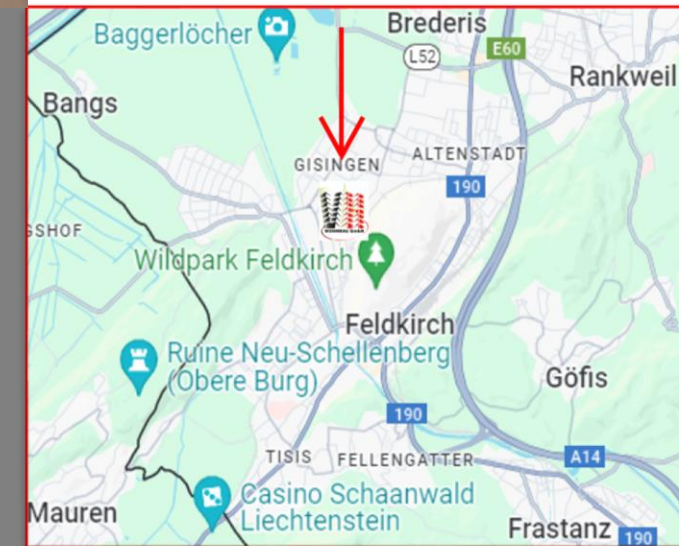 Brederis
Baggerlöcher
L52
E60
Rankweil
Bangs
GISINGEN
ALTENSTADT
190
GSHOF
Wildpark Feldkirch
Feldkirch
Ruine Neu-Schellenberg
(Obere Burg)
Göfis
190
TISIS
FELLENGATTER
A14
Casino Schaanwald
Liechtenstein
Mauren
Frastanz
190